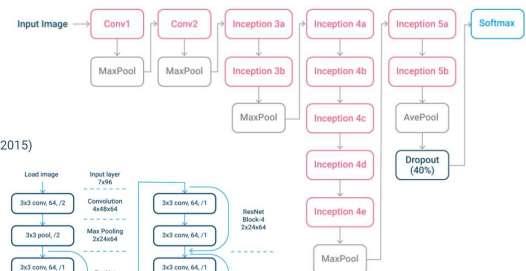 Input Image
Conv1
Conv2
Inception 3a
Inception 4a
Inception 5a
Softmax
MaxPool
MaxPool
Inception 3b
Inception 4b
Inception 5b
MaxPool
Inception 4c
AvePool
Inception 4d
Dropout
(40%)
Inception 4e
MaxPool
2015)
Load image
Input layer
7x96
3x3 conv, 64, /2
Convolution
4x48x64
3x3 pool, /2
Max Pooling
2x24x64
3x3 conv, 64, /1
3x3 conv, 64, /1
3x3 conv, 64, /1
3x3 conv, 64, /1
ResNet
Block-4
2x24x64